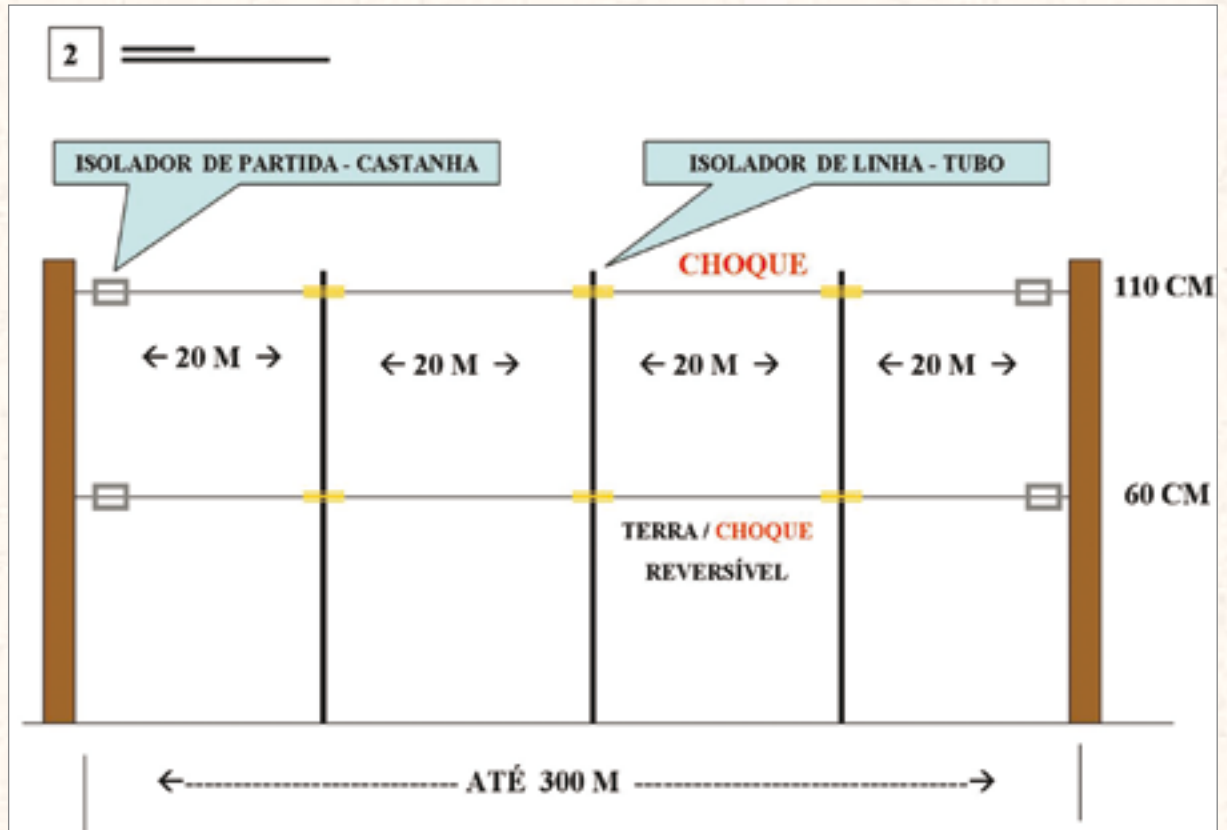 2
ISOLADOR DE PARTIDA - CASTANHA
ISOLADOR DE LINHA - TUBO
CHOQUE
110 CM
← 20 M →
← 20 M →
← 20 M →
← 20 M →
60 CM
TERRA / CHOQUE
REVERSÍVEL
←------------------------- ATÉ 300 M --------------------------------→